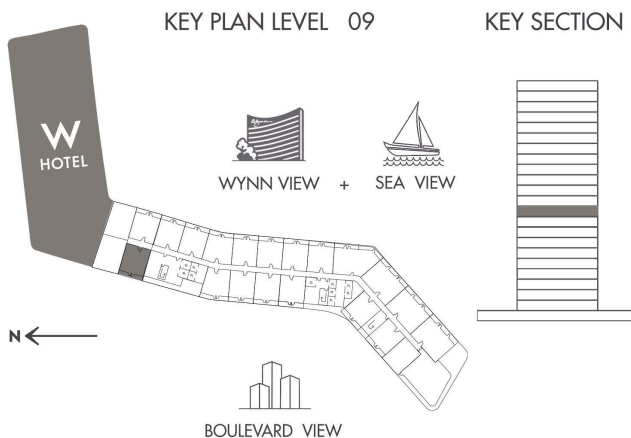 KEY PLAN LEVEL 09
KEY SECTION
W
HOTEL
WYNN VIEW + SEA VIEW
N
BOULEVARD VIEW